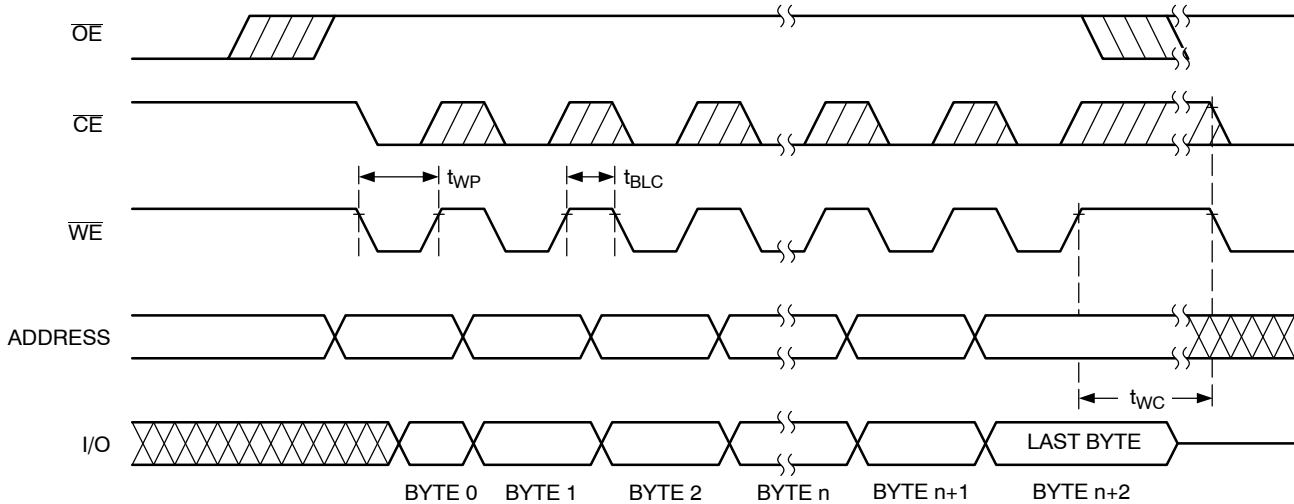 OE
CE
tWP
tBLC
WE
ADDRESS
tWC
I/O
LAST BYTE
BYTE 0 BYTE 1 BYTE 2 BYTE n BYTE n+1 BYTE n+2